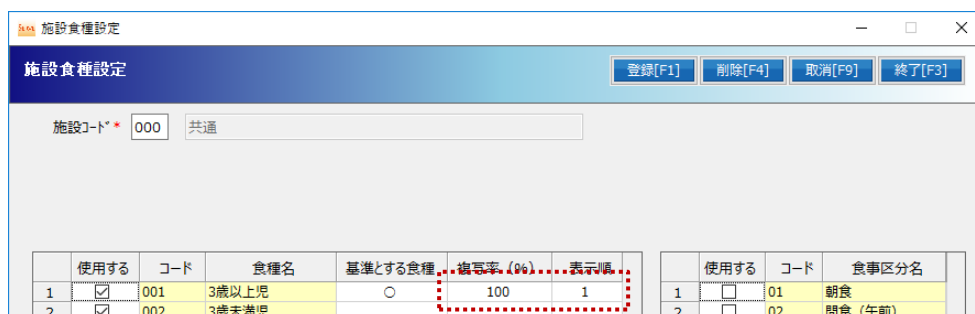 施設食種設定
施設食種設定
登録[F1] 削除[F4] 取消[F9] 終了[F3]
施設ｺｰﾄﾞ* 000 共通
使用する コード 食種名 基準とする食種 複写率（%） 表示順 使用する コード 食事区分名
1 001 3歳以上児 ○ 100 1 1 01 朝食
2 002 3歳未満児 2 02 間食（午前）